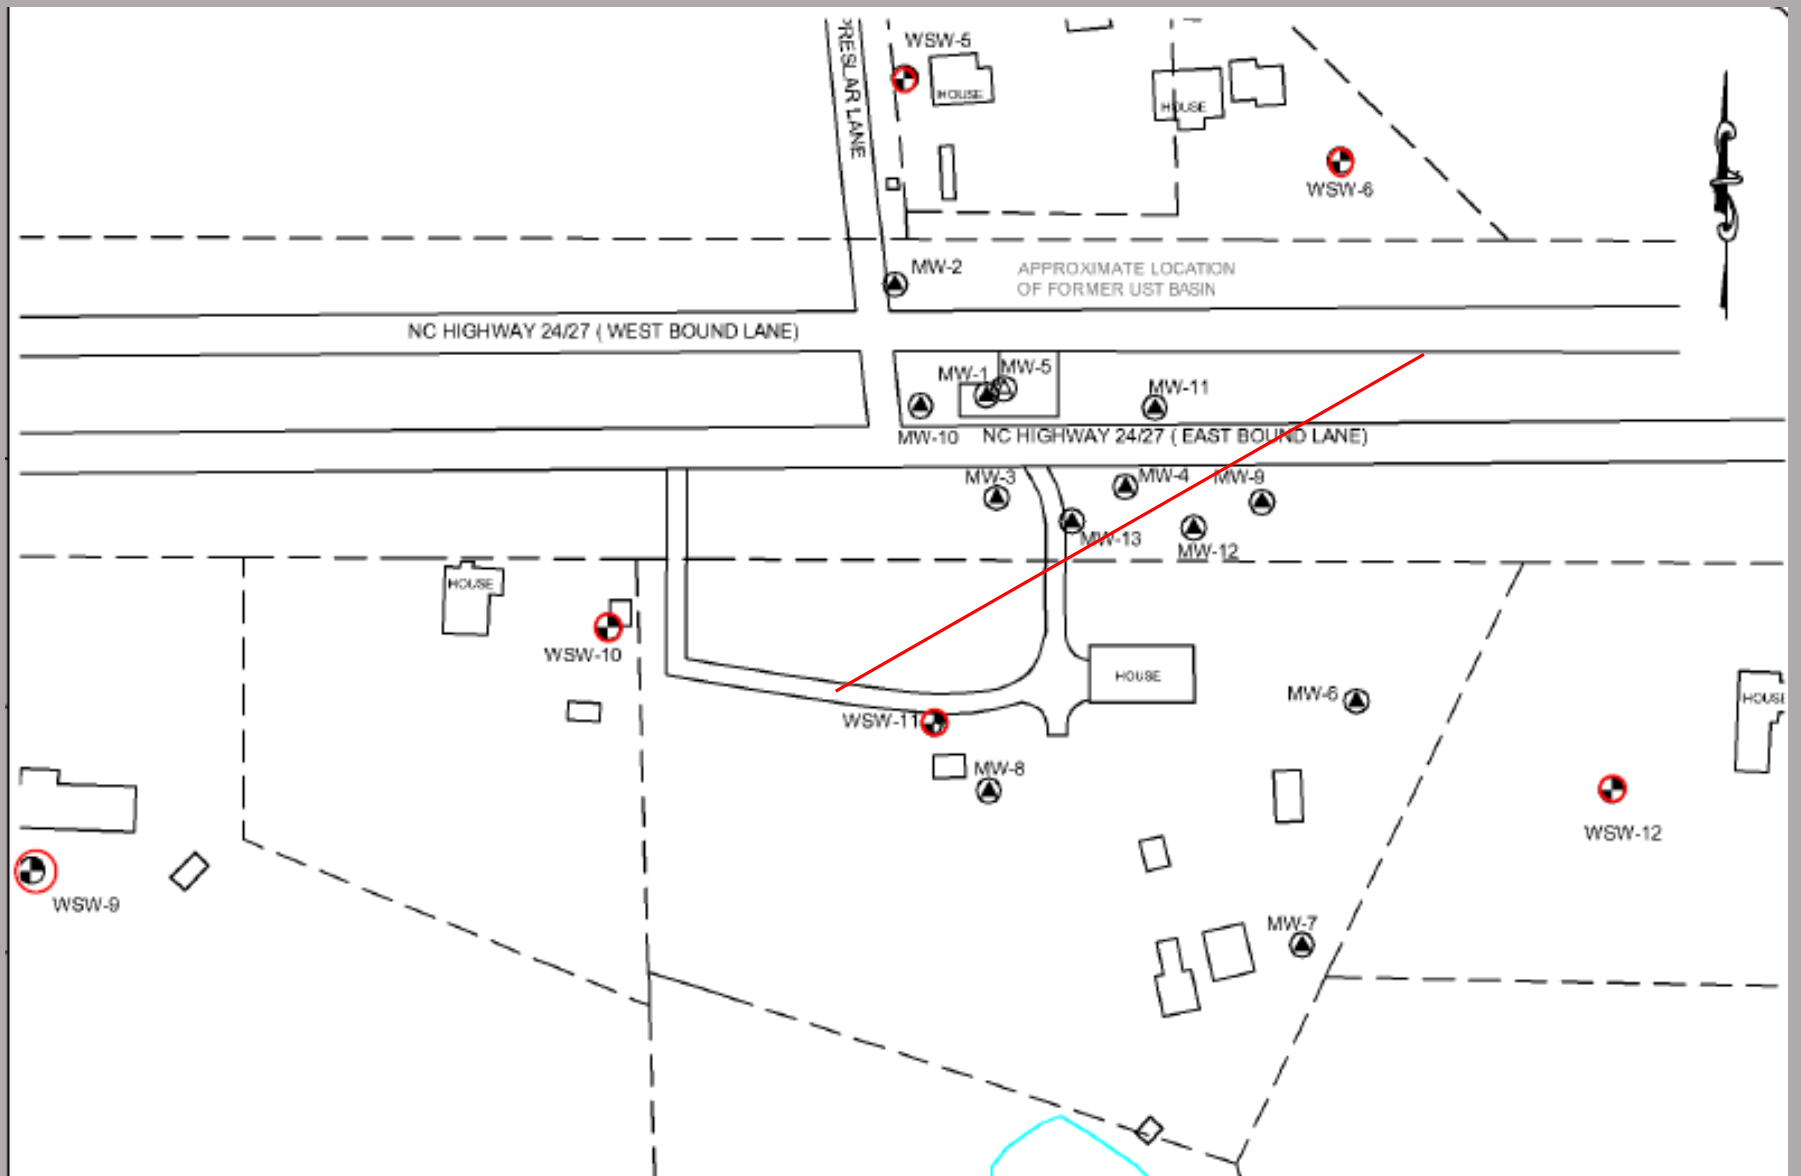 PRESLAR LANE
WSW-5
HOUSE
HOUSE
WSW-6
MW-2
APPROXIMATE LOCATION
OF FORMER UST BASIN
NC HIGHWAY 24/27 ( WEST BOUND LANE)
MW-1
MW-5
MW-11
MW-10
NC HIGHWAY 24/27 ( EAST BOUND LANE)
MW-3
MW-4
MW-9
MW-13
MW-12
HOUSE
WSW-10
HOUSE
MW-6
HOUSE
WSW-11
MW-8
WSW-12
WSW-9
MW-7